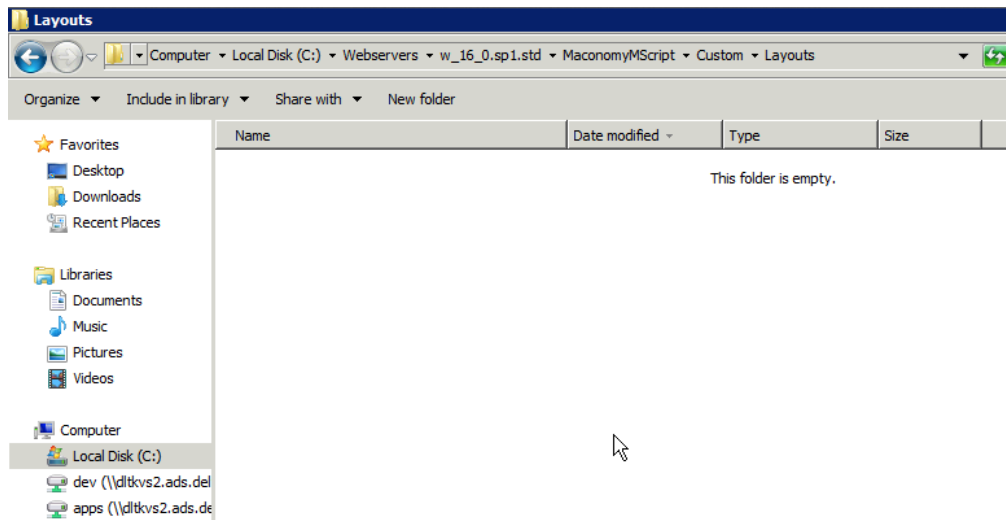 Layouts
Computer Local Disk (C:) Webservers w_16_0.sp1.std MaconomyMScript Custom Layouts
Organize Include in library Share with New folder
Name Date modified Type Size
This folder is empty.
Favorites
Desktop
Downloads
Recent Places
Libraries
Documents
Music
Pictures
Videos
Computer
Local Disk (C:)
dev (\\dltkvs2.ads.del
apps (\\dltkvs2.ads.de